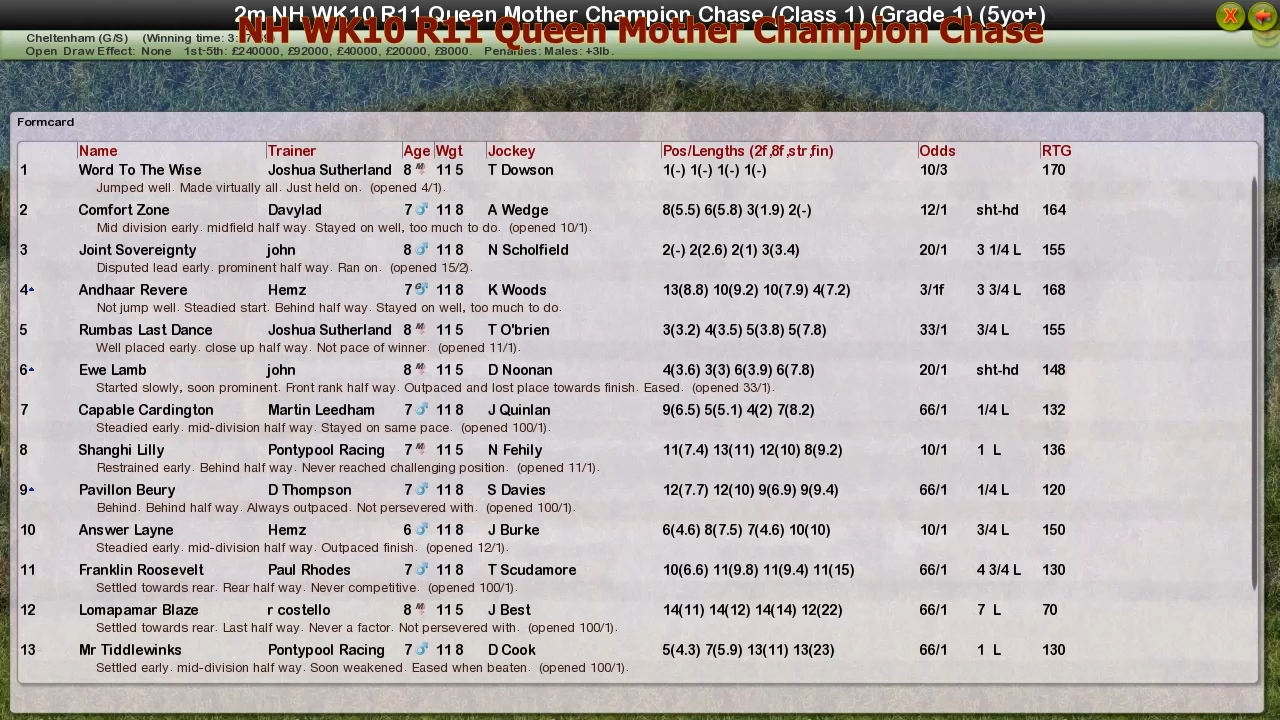 2m NH WK10 R11 Queen Mother Champion Chase (Class 1) (Grade 1) (5yo+)
NH WK10 R11 Queen Mother Champion Chase
Cheltenham (G/S) (Winning time: 3:
Open Draw Effect: None 1st-5th: £240000, £92000, £40000, £20000, £8000. Penalties: Males: +3lb.
Formcard
Name Trainer Age Wgt Jockey Pos/Lengths (2f,8f,str,fin) Odds RTG
1 Word To The Wise Joshua Sutherland 8 11 5 T Dowson 1(-) 1(-) 1(-) 1(-) 10/3 170
Jumped well. Made virtually all. Just held on. (opened 4/1).
2 Comfort Zone Davylad 7 11 8 A Wedge 8(5.5) 6(5.8) 3(1.9) 2(-) 12/1 sht-hd 164
Mid division early. midfield half way. Stayed on well, too much to do. (opened 10/1).
3 Joint Sovereignty john 8 11 8 N Scholfield 2(-) 2(2.6) 2(1) 3(3.4) 20/1 3 1/4 L 155
Disputed lead early. prominent half way. Ran on. (opened 15/2).
4 Andhaar Revere Hemz 7 11 8 K Woods 13(8.8) 10(9.2) 10(7.9) 4(7.2) 3/1f 3 3/4 L 168
Not jump well. Steadied start. Behind half way. Stayed on well, too much to do.
5 Rumbas Last Dance Joshua Sutherland 8 11 5 T O'brien 3(3.2) 4(3.5) 5(3.8) 5(7.8) 33/1 3/4 L 155
Well placed early. close up half way. Not pace of winner. (opened 11/1).
6 Ewe Lamb john 8 11 5 D Noonan 4(3.6) 3(3) 6(3.9) 6(7.8) 20/1 sht-hd 148
Started slowly, soon prominent. Front rank half way. Outpaced and lost place towards finish. Eased. (opened 33/1).
7 Capable Cardington Martin Leedham 7 11 8 J Quinlan 9(6.5) 5(5.1) 4(2) 7(8.2) 66/1 1/4 L 132
Steadied early. mid-division half way. Stayed on same pace. (opened 100/1).
8 Shanghi Lilly Pontypool Racing 7 11 5 N Fehily 11(7.4) 13(11) 12(10) 8(9.2) 10/1 1 L 136
Restrained early. Behind half way. Never reached challenging position. (opened 11/1).
9 Pavillon Beury D Thompson 7 11 8 S Davies 12(7.7) 12(10) 9(6.9) 9(9.4) 66/1 1/4 L 120
Behind. Behind half way. Always outpaced. Not persevered with. (opened 100/1).
10 Answer Layne Hemz 6 11 8 J Burke 6(4.6) 8(7.5) 7(4.6) 10(10) 10/1 3/4 L 150
Steadied early. mid-division half way. Outpaced finish. (opened 12/1).
11 Franklin Roosevelt Paul Rhodes 7 11 8 T Scudamore 10(6.6) 11(9.8) 11(9.4) 11(15) 66/1 4 3/4 L 130
Settled towards rear. Rear half way. Never competitive. (opened 100/1).
12 Lomapamar Blaze r costello 8 11 5 J Best 14(11) 14(12) 14(14) 12(22) 66/1 7 L 70
Settled towards rear. Last half way. Never a factor. Not persevered with. (opened 100/1).
13 Mr Tiddlewinks Pontypool Racing 7 11 8 D Cook 5(4.3) 7(5.9) 13(11) 13(23) 66/1 1 L 130
Settled early. mid-division half way. Soon weakened. Eased when beaten. (opened 100/1).